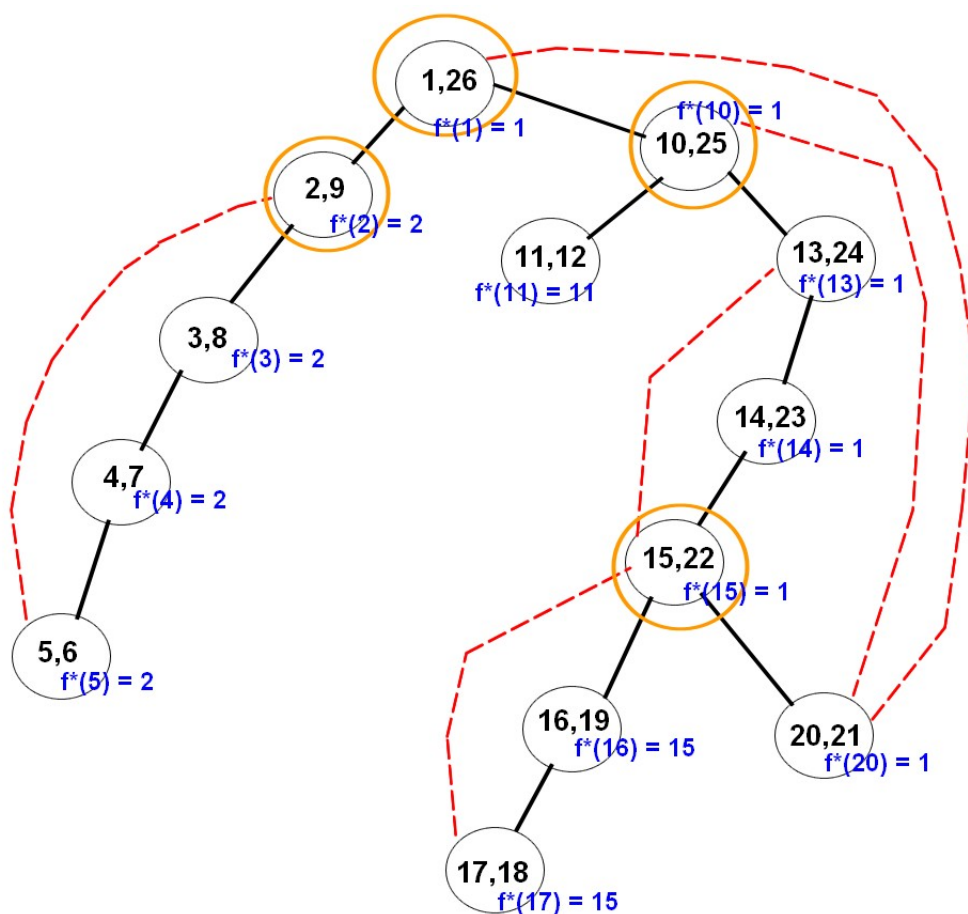 1,26
f*(1) = 1
f*(10) = 1
10,25
2,9
f*(2) = 2
11,12
f*(11) = 11
13,24
f*(13) = 1
3,8
f*(3) = 2
14,23
f*(14) = 1
4,7
f*(4) = 2
15,22
f*(15) = 1
5,6
f*(5) = 2
16,19
f*(16) = 15
20,21
f*(20) = 1
17,18
f*(17) = 15